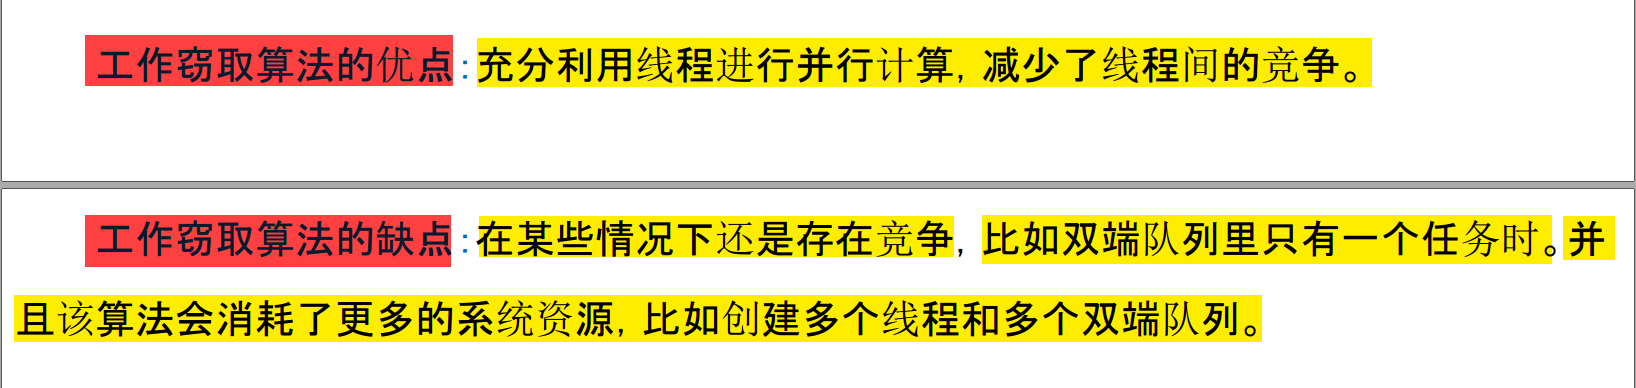 工作窃取算法的优点：充分利用线程进行并行计算，减少了线程间的竞争。
工作窃取算法的缺点：在某些情况下还是存在竞争，比如双端队列里只有一个任务时。并
且该算法会消耗了更多的系统资源，比如创建多个线程和多个双端队列。